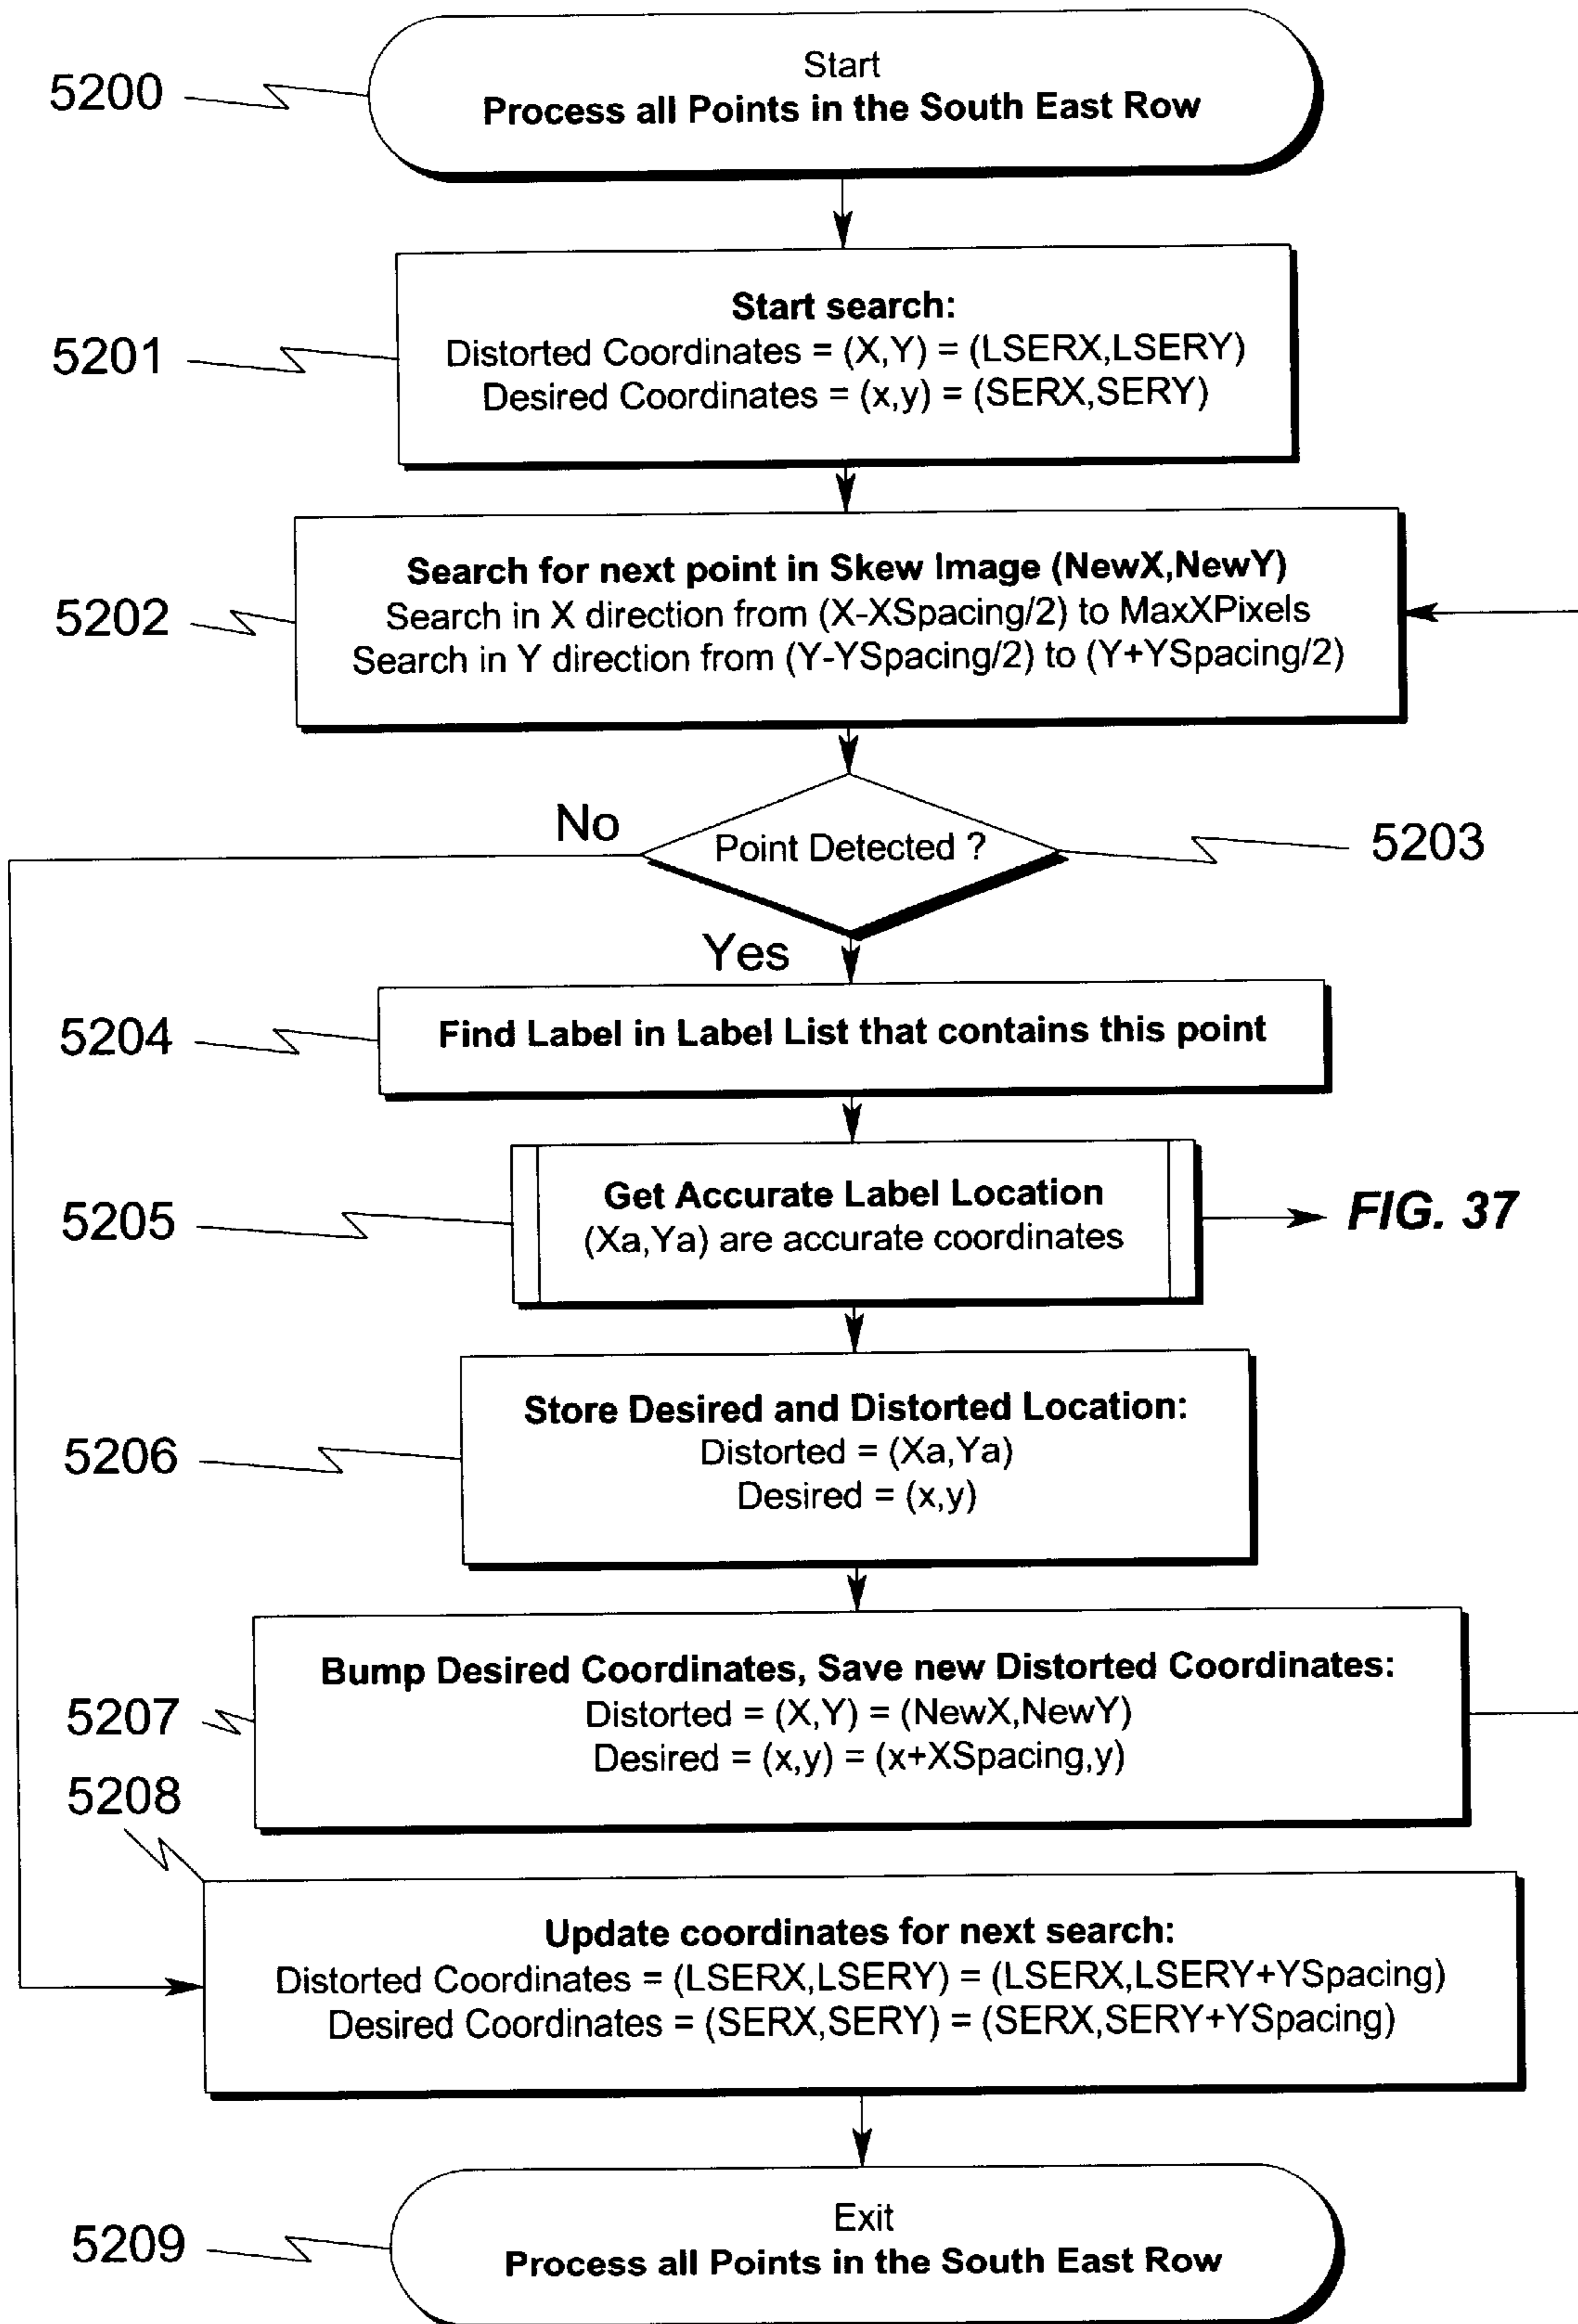 5200
Start
Process all Points in the South East Row
5201
Start search:
Distorted Coordinates = (X,Y) = (LSERX,LSERY)
Desired Coordinates = (x,y) = (SERX,SERY)
5202
Search for next point in Skew Image (NewX,NewY)
Search in X direction from (X-XSpacing/2) to MaxXPixels
Search in Y direction from (Y-YSpacing/2) to (Y+YSpacing/2)
No
Point Detected ?
5203
Yes
5204
Find Label in Label List that contains this point
5205
Get Accurate Label Location
(Xa,Ya) are accurate coordinates
FIG. 37
5206
Store Desired and Distorted Location:
Distorted = (Xa,Ya)
Desired = (x,y)
5207
Bump Desired Coordinates, Save new Distorted Coordinates:
Distorted = (X,Y) = (NewX,NewY)
Desired = (x,y) = (x+XSpacing,y)
5208
Update coordinates for next search:
Distorted Coordinates = (LSERX,LSERY) = (LSERX,LSERY+YSpacing)
Desired Coordinates = (SERX,SERY) = (SERX,SERY+YSpacing)
5209
Exit
Process all Points in the South East Row